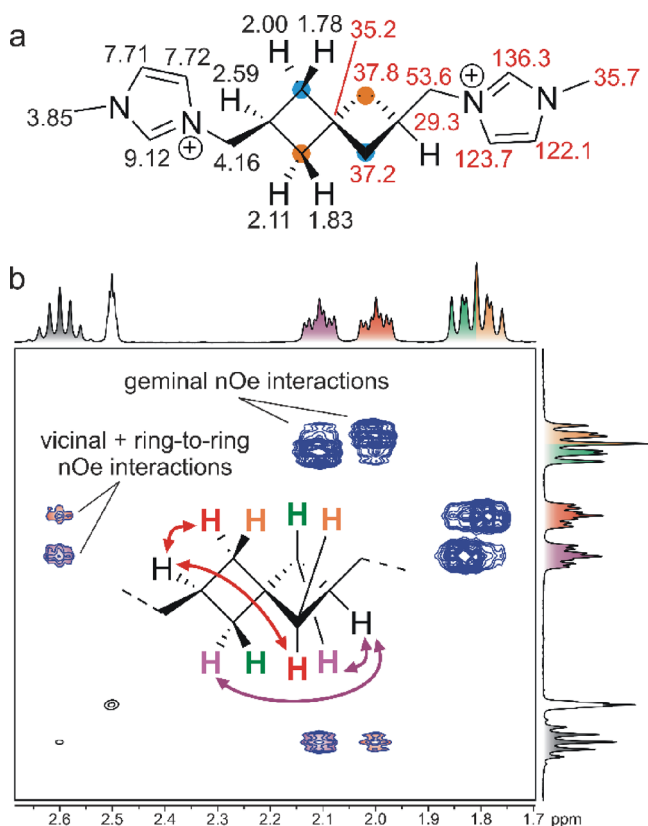 a
2.00 1.78 35.2
H H
7.71 7.72 2.59 37.8 53.6 136.3
H N 35.7
N N
3.85 N 29.3
9.12 4.16 H 123.7 122.1
H H 37.2
2.11 1.83
b
geminal nOe interactions
vicinal + ring-to-ring
nOe interactions
H H H H
H
H
H H H H
2.6 2.5 2.4 2.3 2.2 2.1 2.0 1.9 1.8 1.7 ppm